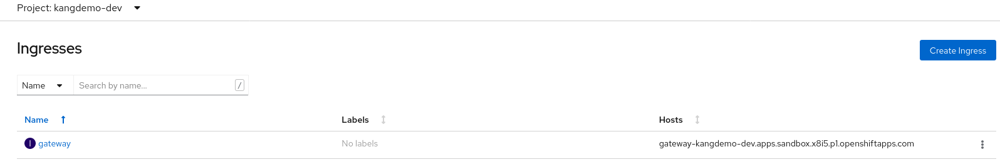 Project: kangdemo-dev
Ingresses
Create Ingress
Name Search by name... /
Name Labels Hosts
I gateway No labels gateway-kangdemo-dev.apps.sandbox.x8i5.p1.openshiftapps.com